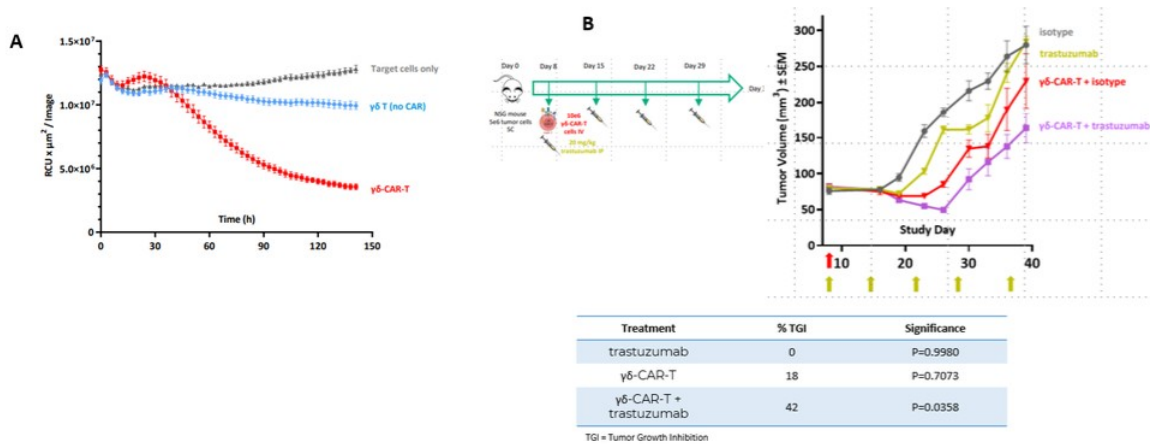 A
1.5×10⁷
1.0×10⁷
5.0×10⁶
0
RCU x µm² / Image
Target cells only
γδ T (no CAR)
γδ-CAR-T
Time (h)
0 30 60 90 120 150
B
Day 0 Day 8 Day 15 Day 22 Day 29
Day
NSG mouse
5e6 tumor cells
SC
10e6
γδ-CAR-T
cells IV
20 mg/kg
trastuzumab IP
Tumor Volume (mm³) ± SEM
300
250
200
150
100
50
0
isotype
trastuzumab
γδ-CAR-T + isotype
γδ-CAR-T + trastuzumab
Study Day
10 20 30 40
Treatment % TGI Significance
trastuzumab 0 P=0.9980
γδ-CAR-T 18 P=0.7073
γδ-CAR-T +
trastuzumab 42 P=0.0358
TGI = Tumor Growth Inhibition